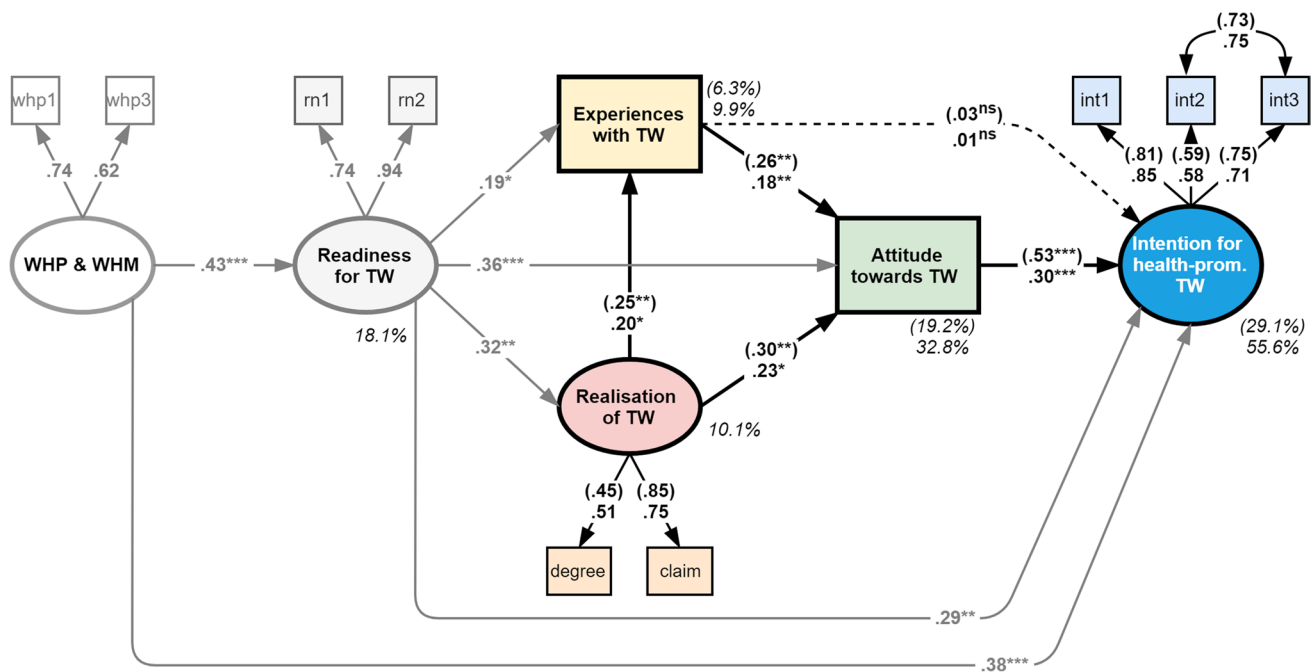 (.73)
.75
whp1
whp3
rn1
rn2
Experiences
with TW
(6.3%)
9.9%
(.03ns)
.01ns
int1
int2
int3
.74
.62
.74
.94
.19*
(.26**)
.18**
(.81)
.85
(.59)
.58
(.75)
.71
WHP & WHM
.43***
Readiness
for TW
.36***
Attitude
towards TW
(.53***)
.30***
Intention for
health-prom.
TW
18.1%
(.25**)
.20*
(19.2%)
32.8%
(29.1%)
55.6%
.32**
(.30**)
.23*
Realisation
of TW
10.1%
(.45)
.51
(.85)
.75
degree
claim
.29**
.38***